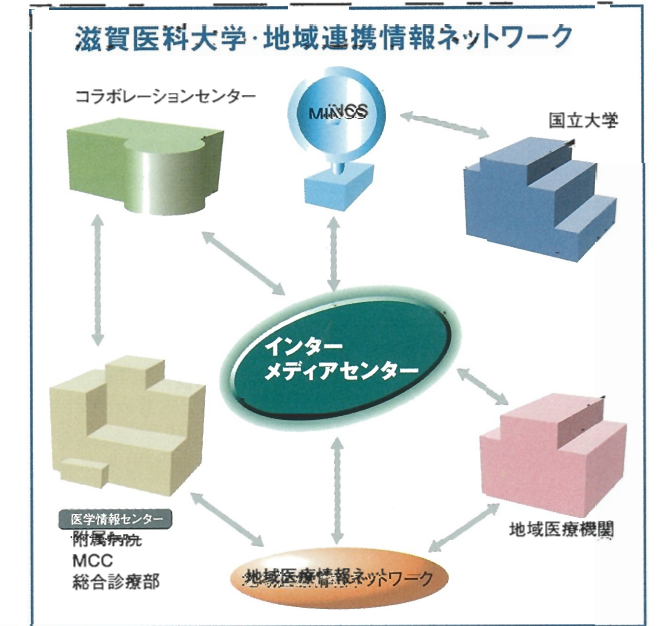 滋賀医科大学・地域連携情報ネットワーク
コラボレーションセンター
MINCS
国立大学
インター
メディアセンター
地域医療機関
医学情報センター
附属病院
MCC
総合診療部
地域医療情報ネットワーク